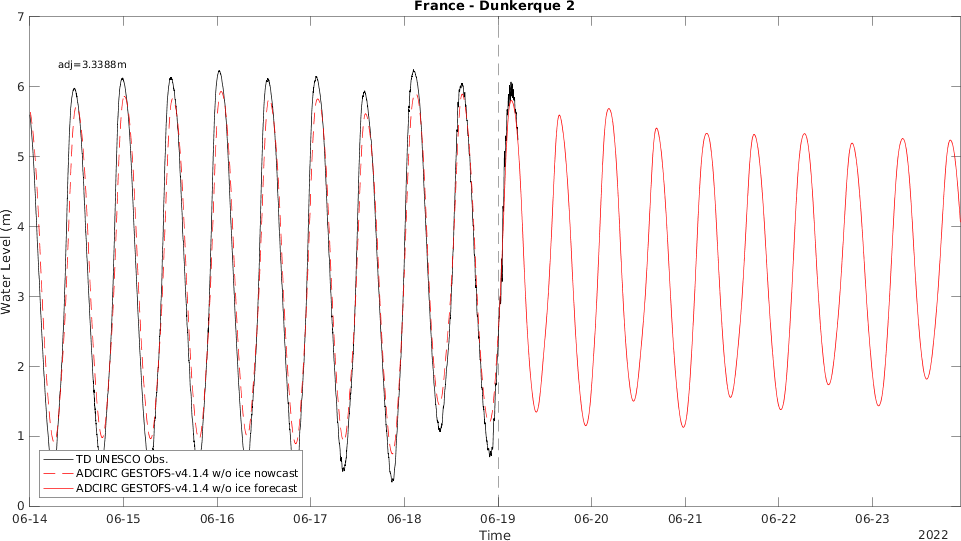 France - Dunkerque 2
7
adj=3.3388m
6
5
4
3
2
1
0
Water Level (m)
TD UNESCO Obs.
ADCIRC GESTOFS-v4.1.4 w/o ice nowcast
ADCIRC GESTOFS-v4.1.4 w/o ice forecast
06-14 06-15 06-16 06-17 06-18 06-19 06-20 06-21 06-22 06-23
Time
2022